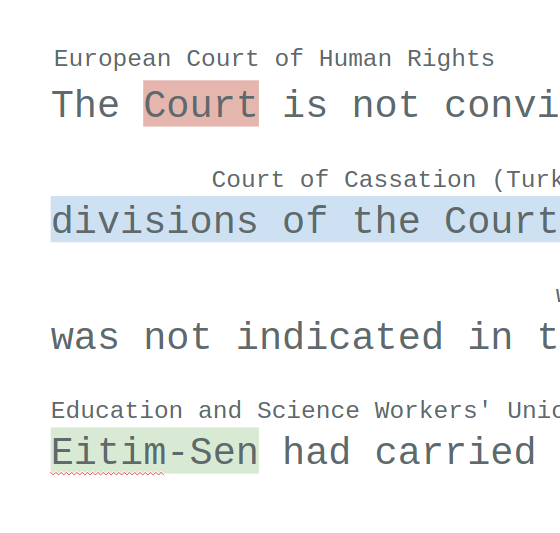 European Court of Human Rights
The Court is not convi
Court of Cassation (Turk
divisions of the Court
was not indicated in t
Education and Science Workers' Unio
Eitim-Sen had carried